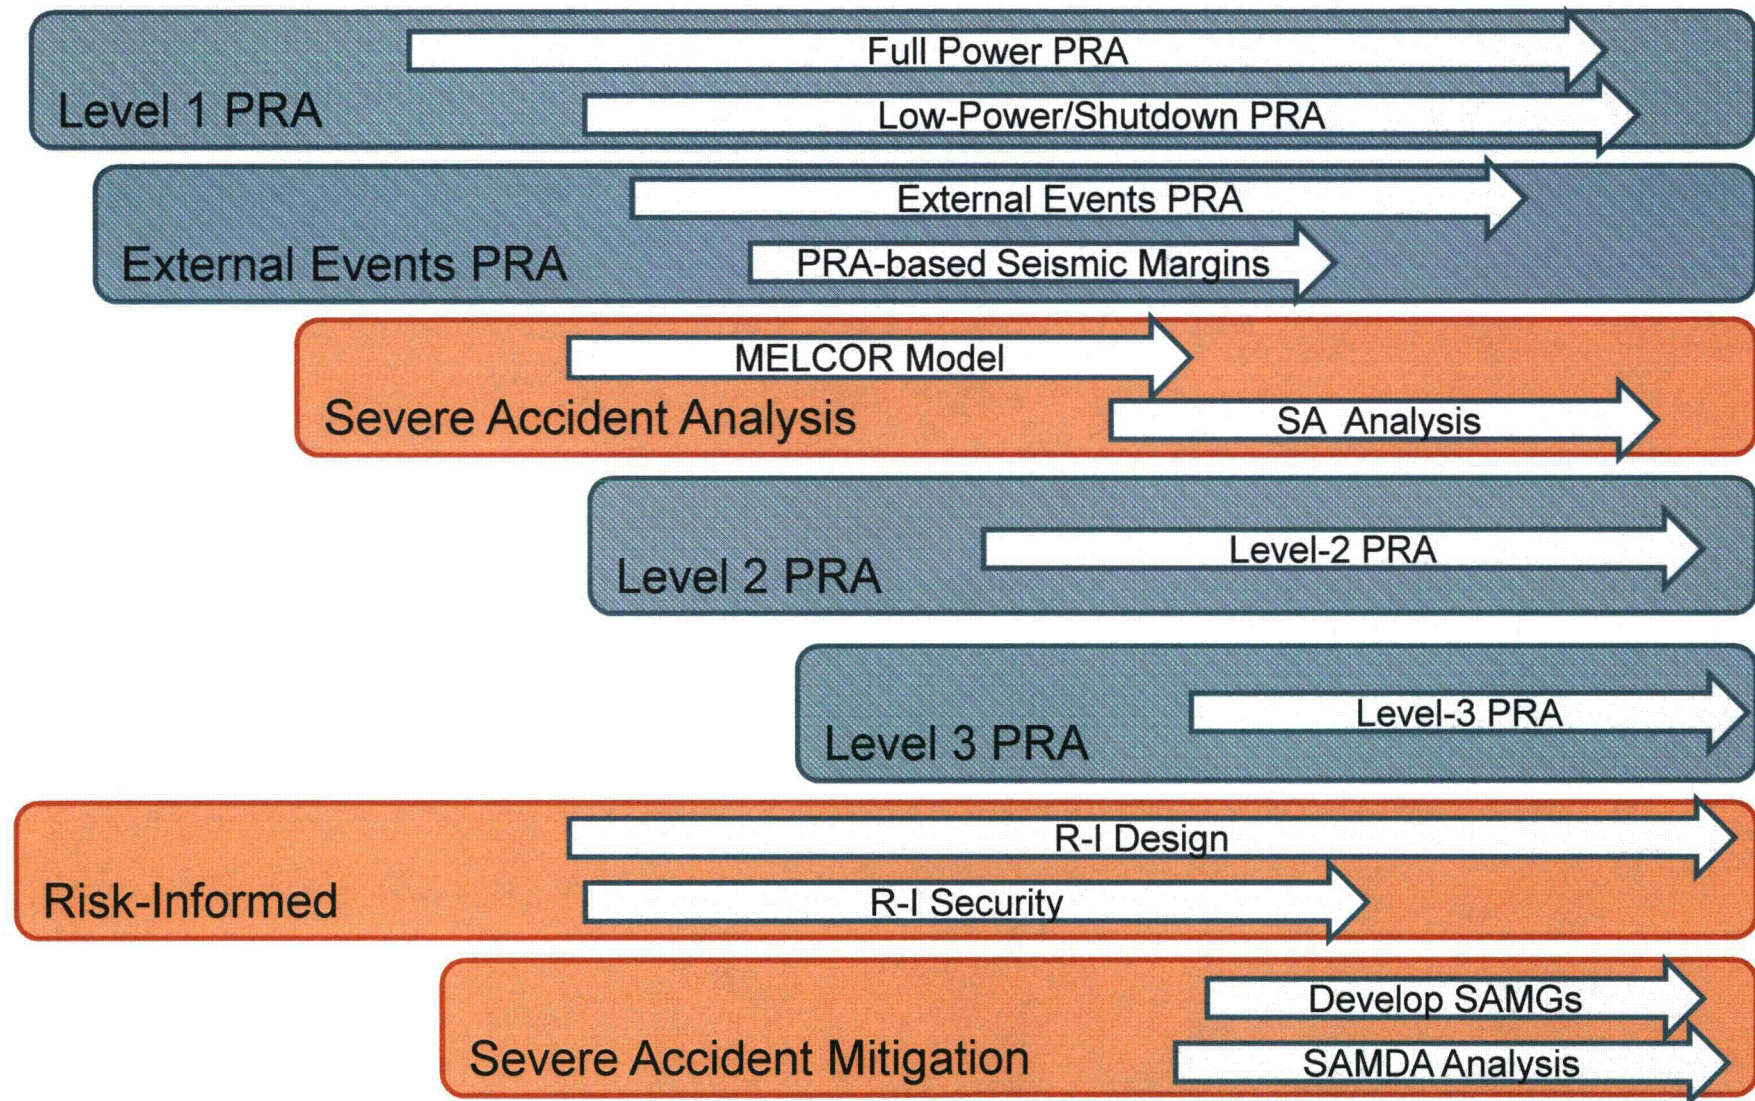 Full Power PRA
Level 1 PRA
Low-Power/Shutdown PRA
External Events PRA
External Events PRA
PRA-based Seismic Margins
MELCOR Model
Severe Accident Analysis
SA Analysis
Level-2 PRA
Level 2 PRA
Level-3 PRA
Level 3 PRA
R-I Design
Risk-Informed
R-I Security
Develop SAMGs
Severe Accident Mitigation
SAMDA Analysis